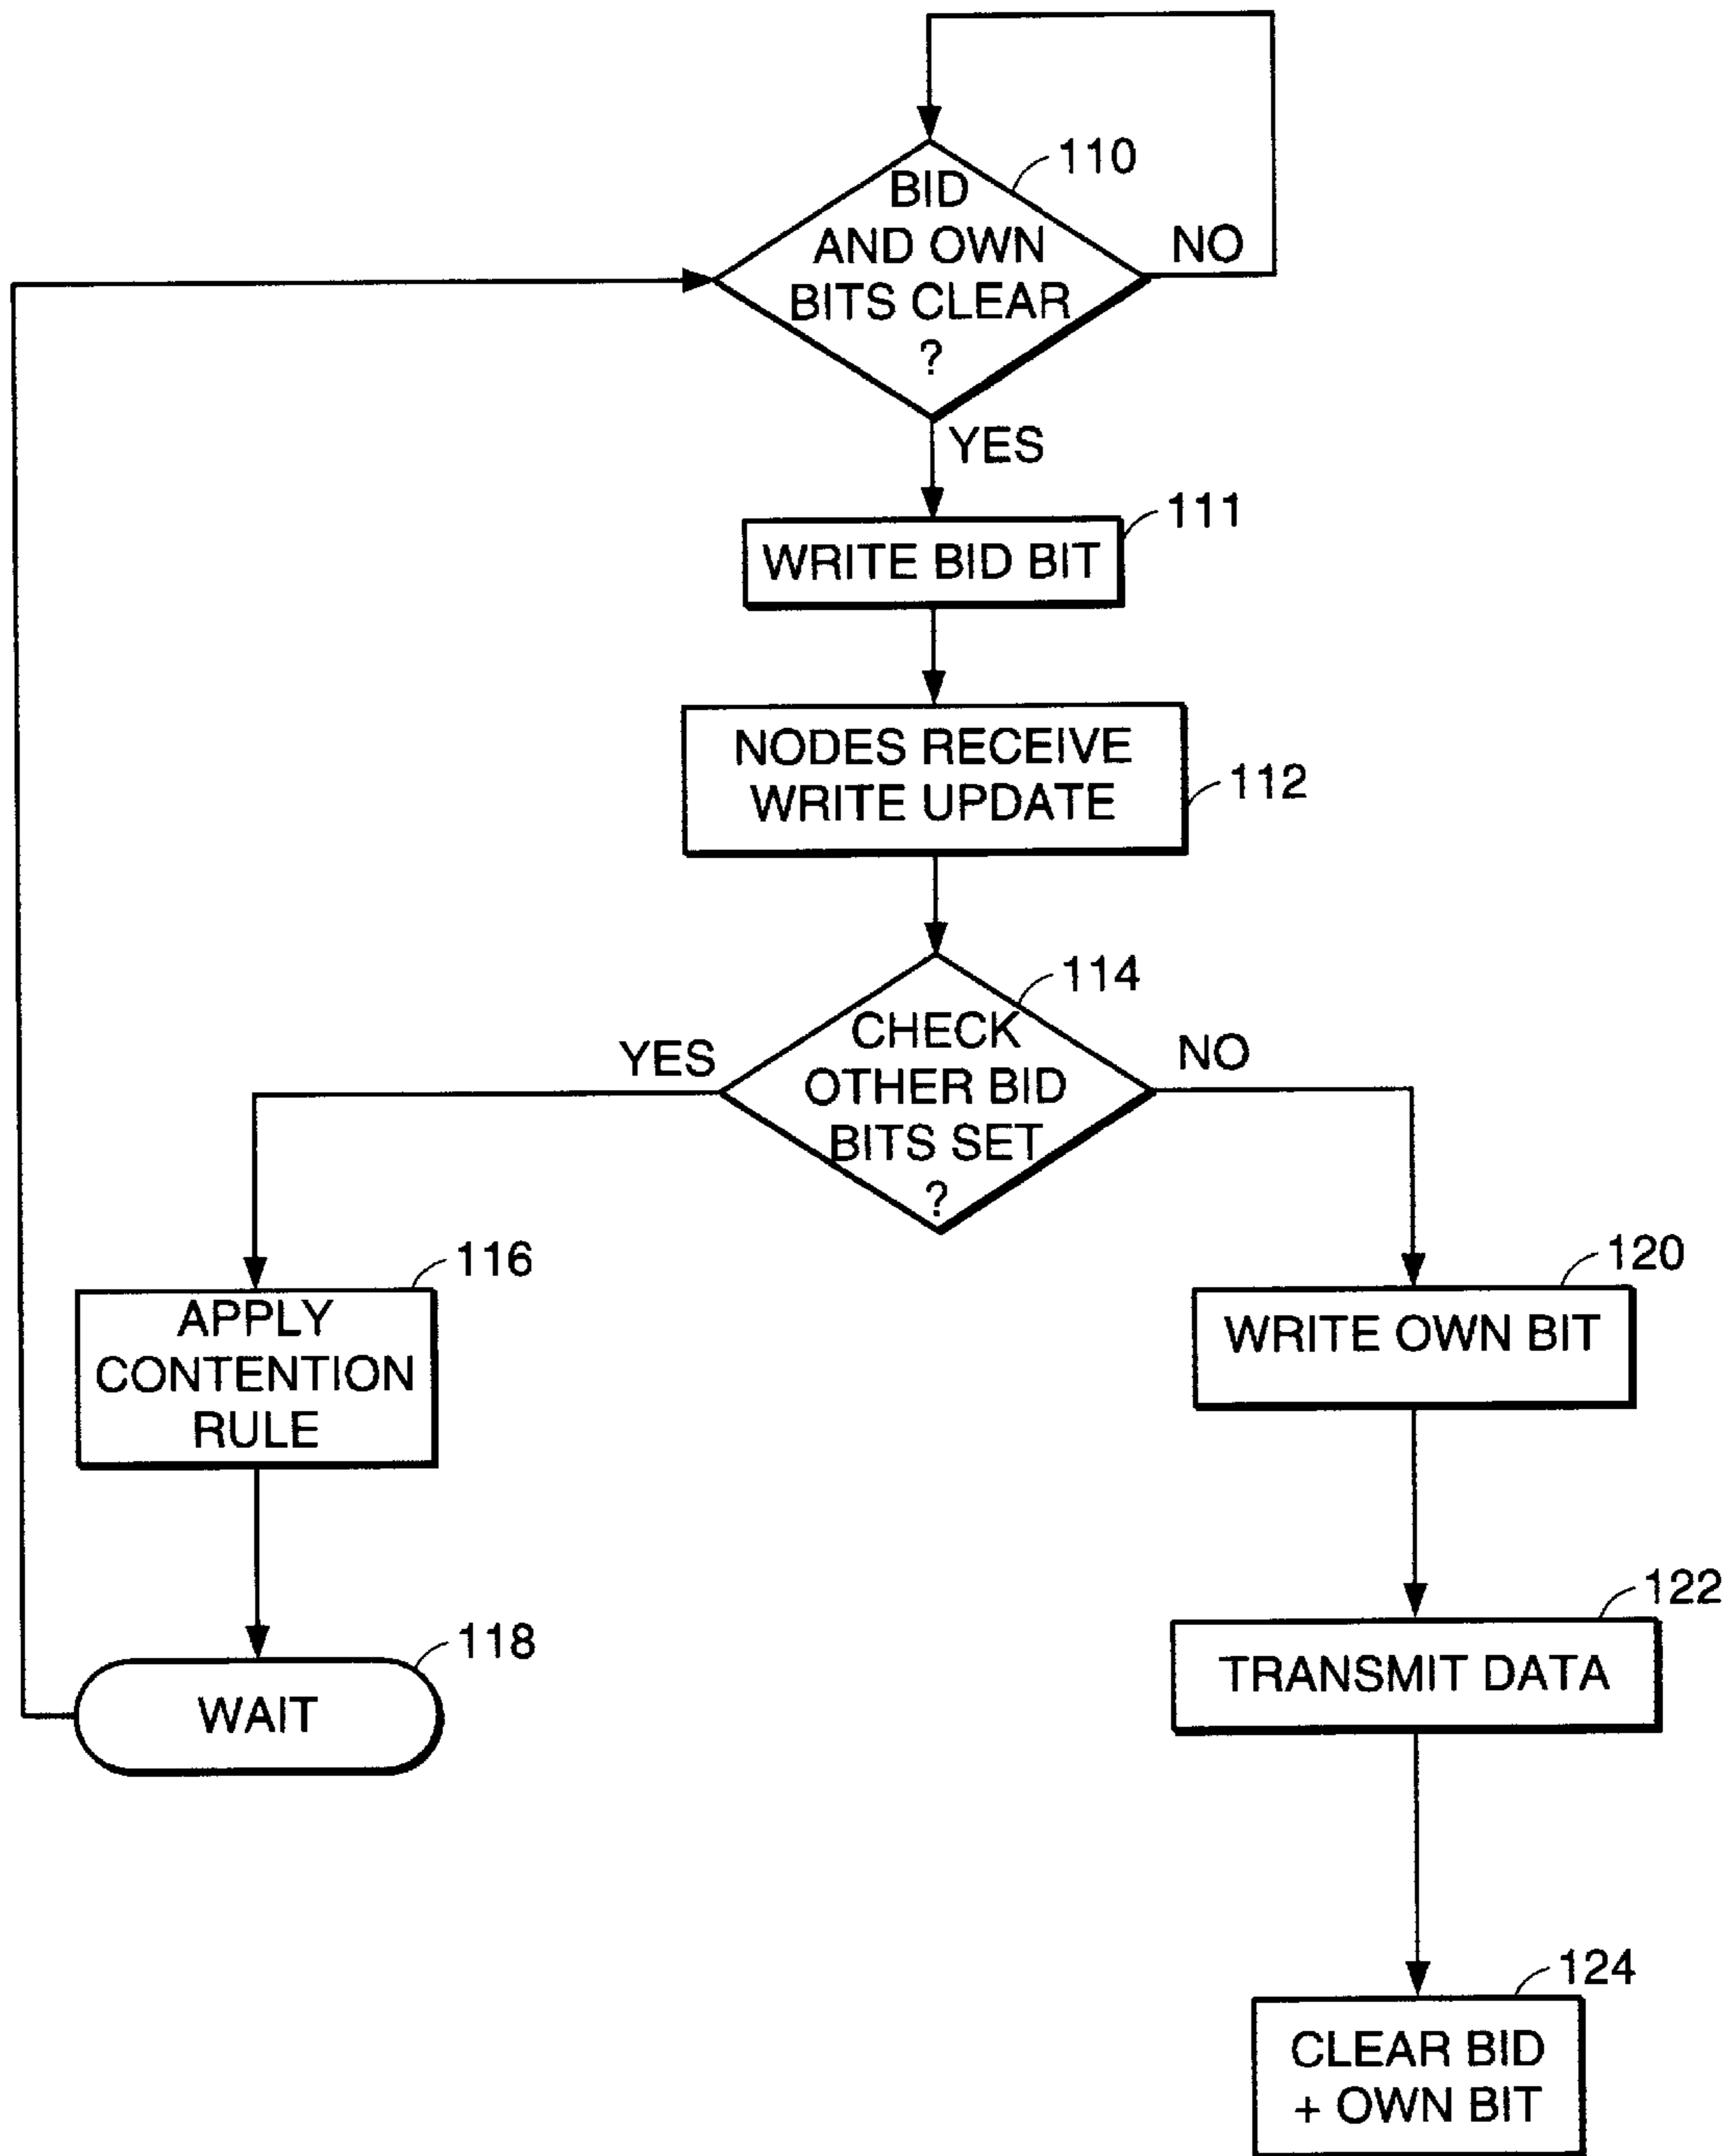 110
BID
AND OWN
BITS CLEAR
?
NO
YES
111
WRITE BID BIT
NODES RECEIVE
WRITE UPDATE
112
114
CHECK
OTHER BID
BITS SET
?
YES
NO
116
APPLY
CONTENTION
RULE
120
WRITE OWN BIT
118
WAIT
122
TRANSMIT DATA
124
CLEAR BID
+ OWN BIT